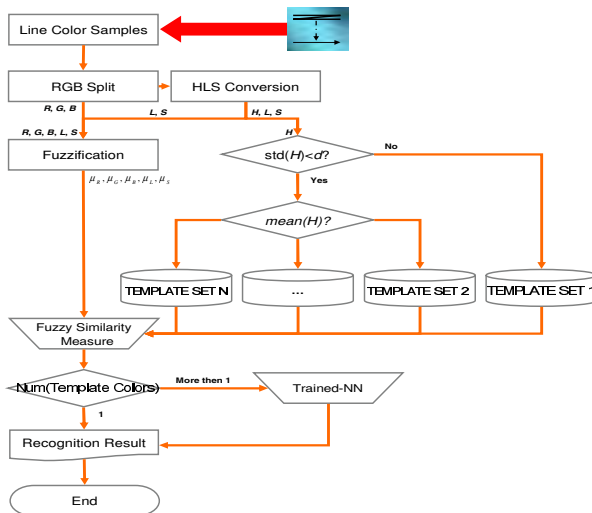 Line Color Samples
RGB Split
HLS Conversion
R, G, B
L, S
H, L, S
R, G, B, L, S
H
Fuzzification
std(H)<d?
No
μR, μG, μB, μL, μS
Yes
mean(H)?
TEMPLATE SET N
...
TEMPLATE SET 2
TEMPLATE SET 1
Fuzzy Similarity
Measure
Num(Template Colors)
More then 1
Trained-NN
1
Recognition Result
End